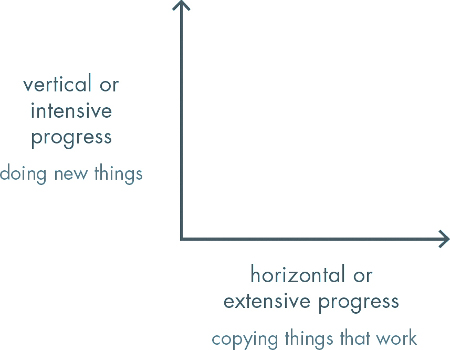 vertical or
intensive
progress
doing new things
horizontal or
extensive progress
copying things that work